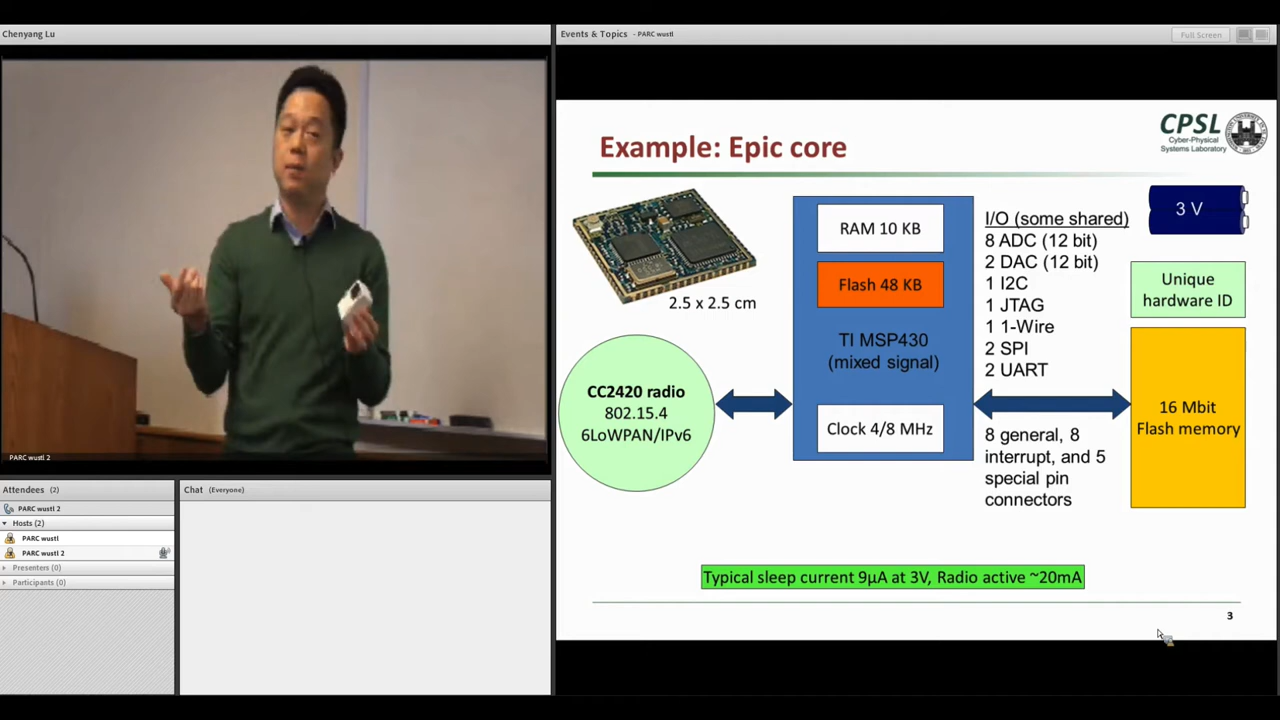 Chenyang Lu
PARC wustl 2
Attendees (2)
PARC wustl 2
Hosts (2)
PARC wustl
PARC wustl 2
Presenters (0)
Participants (0)
Chat (Everyone)
Events & Topics - PARC wustl
Full Screen
Example: Epic core
CPSL
Cyber-Physical
Systems Laboratory
2.5 x 2.5 cm
CC2420 radio
802.15.4
6LoWPAN/IPv6
RAM 10 KB
Flash 48 KB
TI MSP430
(mixed signal)
Clock 4/8 MHz
I/O (some shared)
8 ADC (12 bit)
2 DAC (12 bit)
1 I2C
1 JTAG
1 1-Wire
2 SPI
2 UART
8 general, 8
interrupt, and 5
special pin
connectors
3 V
Unique
hardware ID
16 Mbit
Flash memory
Typical sleep current 9µA at 3V, Radio active ~20mA
3